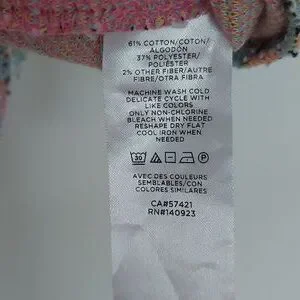 61% COTTON/COTON/
ALGODÓN
37% POLYESTER/
POLIÉSTER
2% OTHER FIBER/AUTRE
FIBRE/OTRA FIBRA
MACHINE WASH COLD
DELICATE CYCLE WITH
LIKE COLORS
ONLY NON-CHLORINE
BLEACH WHEN NEEDED
RESHAPE DRY FLAT
COOL IRON WHEN
NEEDED
30
P
AVEC DES COULEURS
SEMBLABLES/CON
COLORES SIMILARES
CA#57421
RN#140923